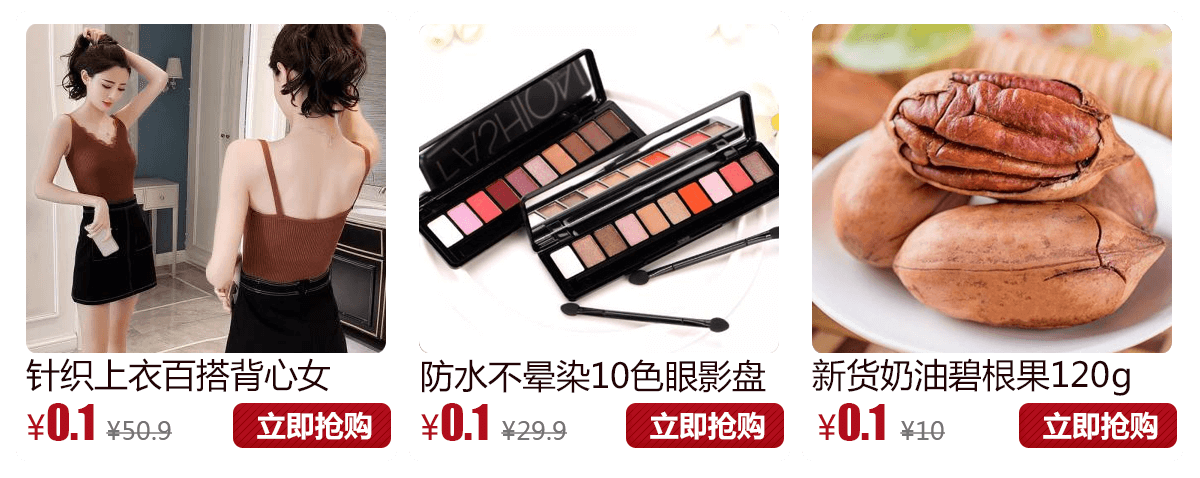 FASHION
针织上衣百搭背心女
¥0.1 ¥50.9 立即抢购
防水不晕染10色眼影盘
¥0.1 ¥29.9 立即抢购
新货奶油碧根果120g
¥0.1 ¥10 立即抢购